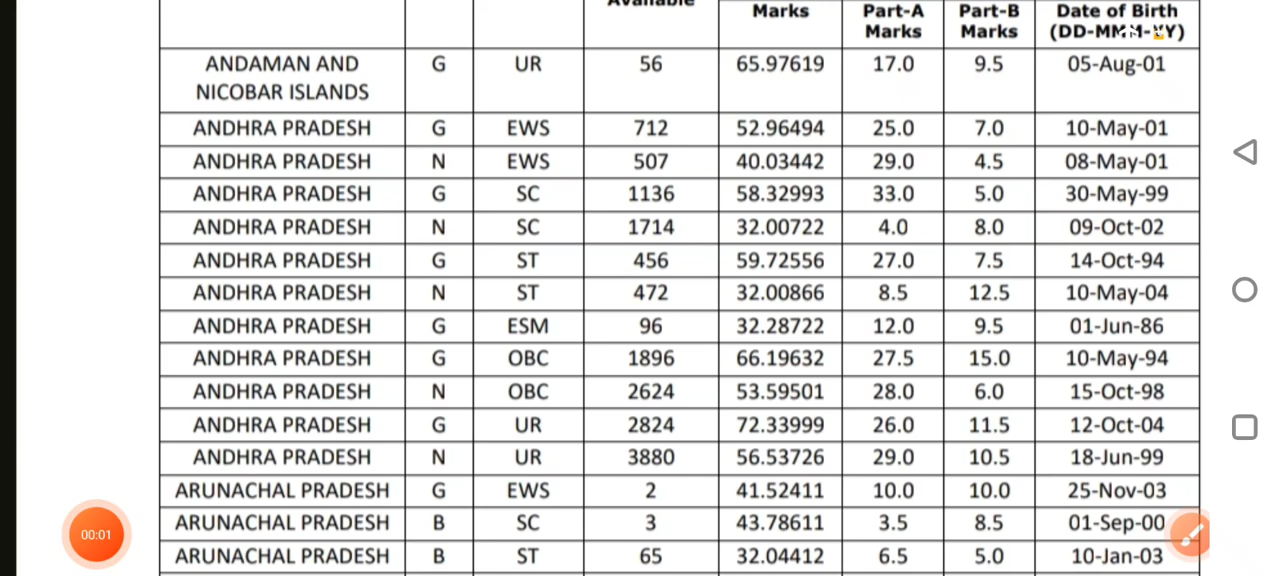 Available
Marks Part-A Part-B Date of Birth
Marks Marks
ANDAMAN AND G UR 56 65.97619 17.0 9.5 05-Aug-01
NICOBAR ISLANDS
ANDHRA PRADESH G EWS 712 52.96494 25.0 7.0 10-May-01
ANDHRA PRADESH N EWS 507 40.03442 29.0 4.5 08-May-01
ANDHRA PRADESH G SC 1136 58.32993 33.0 5.0 30-May-99
ANDHRA PRADESH N SC 1714 32.00722 4.0 8.0 09-Oct-02
ANDHRA PRADESH G ST 456 59.72556 27.0 7.5 14-Oct-94
ANDHRA PRADESH N ST 472 32.00866 8.5 12.5 10-May-04
ANDHRA PRADESH G ESM 96 32.28722 12.0 9.5 01-Jun-86
ANDHRA PRADESH G OBC 1896 66.19632 27.5 15.0 10-May-94
ANDHRA PRADESH N OBC 2624 53.59501 28.0 6.0 15-Oct-98
ANDHRA PRADESH G UR 2824 72.33999 26.0 11.5 12-Oct-04
ANDHRA PRADESH N UR 3880 56.53726 29.0 10.5 18-Jun-99
ARUNACHAL PRADESH G EWS 2 41.52411 10.0 10.0 25-Nov-03
ARUNACHAL PRADESH B SC 3 43.78611 3.5 8.5 01-Sep-00
00:01
ARUNACHAL PRADESH B ST 65 32.04412 6.5 5.0 10-Jan-03